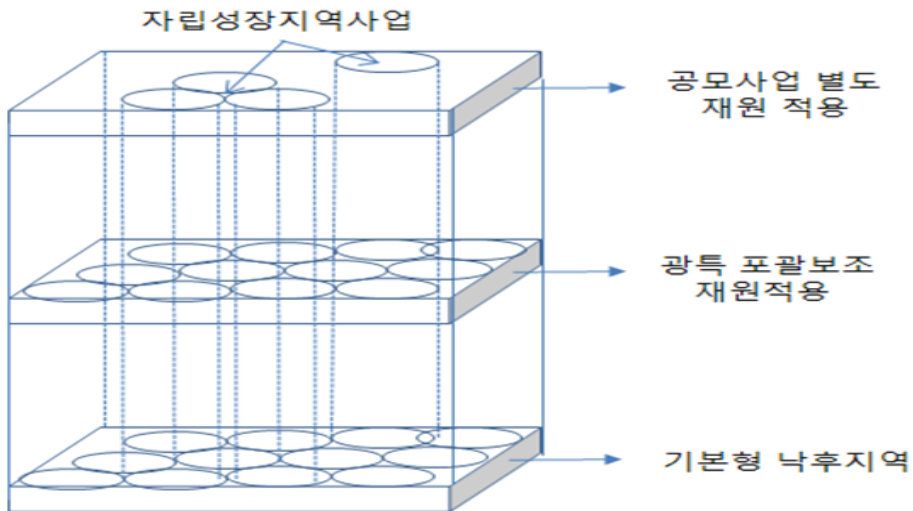 자립성장지역사업
공모사업 별도
재원 적용
광특 포괄보조
재원적용
기본형 낙후지역